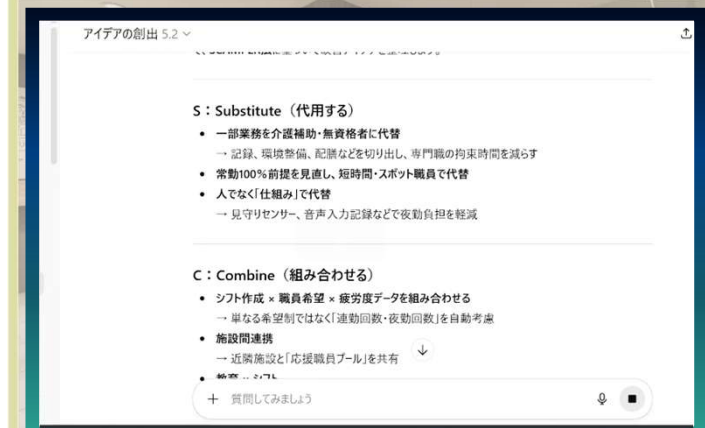 アイデアの創出 5.2
S：Substitute（代用する）
• 一部業務を介護補助・無資格者に代替
→ 記録、環境整備、配膳などを切り出し、専門職の拘束時間を減らす
• 常勤100%前提を見直し、短時間・スポット職員で代替
• 人でなく「仕組み」で代替
→ 見守りセンサー、音声入力記録などで夜勤負担を軽減
C：Combine（組み合わせる）
• シフト作成 × 職員希望 × 疲労度データを組み合わせる
→ 単なる希望制ではなく「連勤回数・夜勤回数」を自動考慮
• 施設間連携
→ 近隣施設と「応援職員プール」を共有
• 教育 × シフト
質問してみましょう